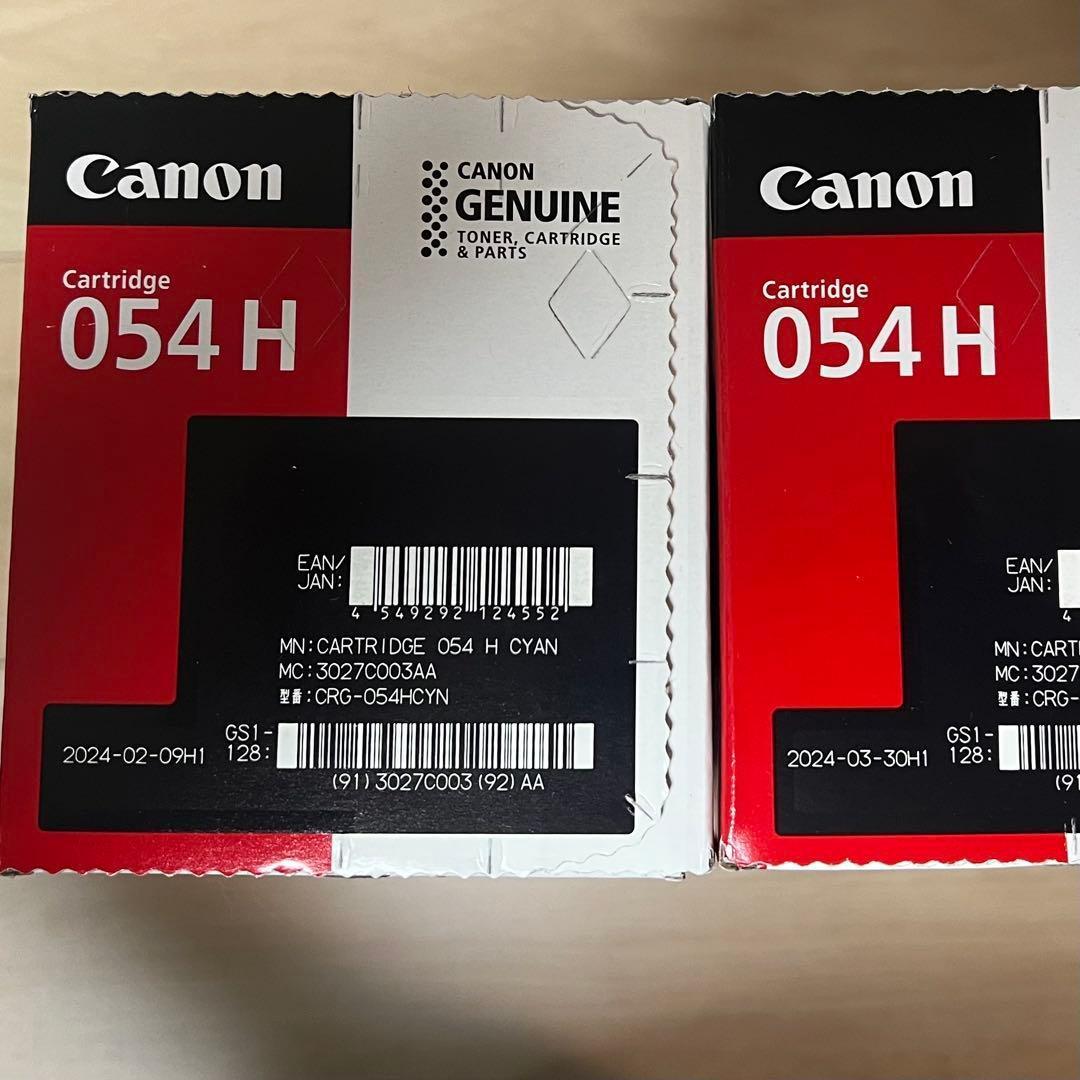 Canon
CANON
GENUINE
TONER, CARTRIDGE
& PARTS
Cartridge
054 H
EAN/
JAN:
4 549292 124552
MN:CARTRIDGE 054 H CYAN
MC:3027C003AA
型番:CRG-054HCYN
2024-02-09H1
GS1-
128:
(91)3027C003(92)AA
Canon
Cartridge
054 H
EAN/
JAN:
4
MN:CART
MC:3027
型番:CRG-
2024-03-30H1
GS1-
128:
(91